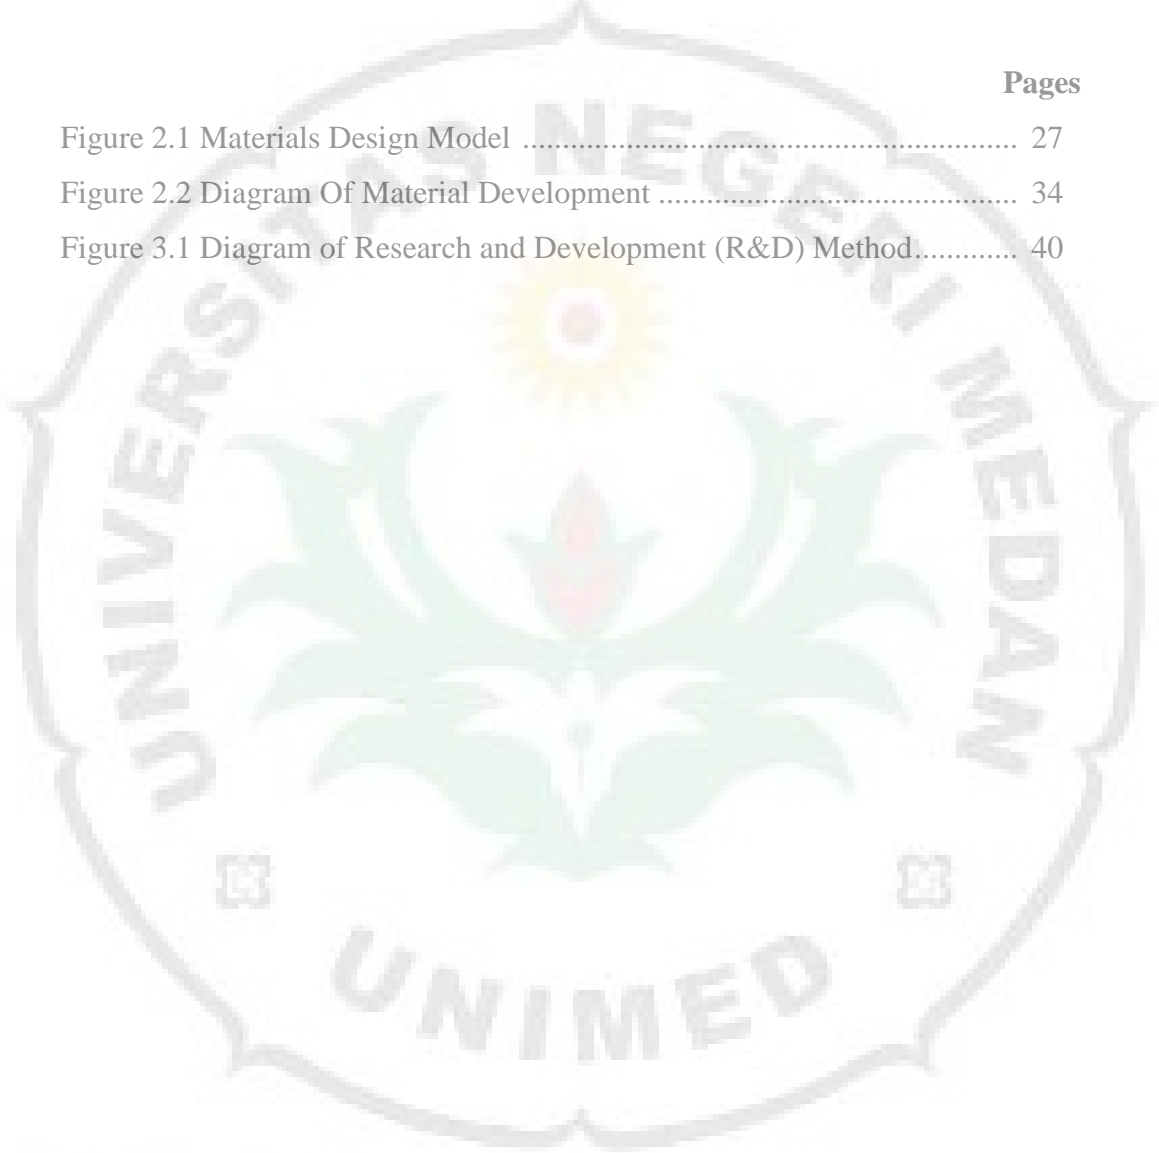 Pages
Figure 2.1 Materials Design Model ................................................................ 27
Figure 2.2 Diagram Of Material Development .............................................. 34
Figure 3.1 Diagram of Research and Development (R&D) Method............. 40
UNIVERSITAS NEGERI MEDAN
UNIMED